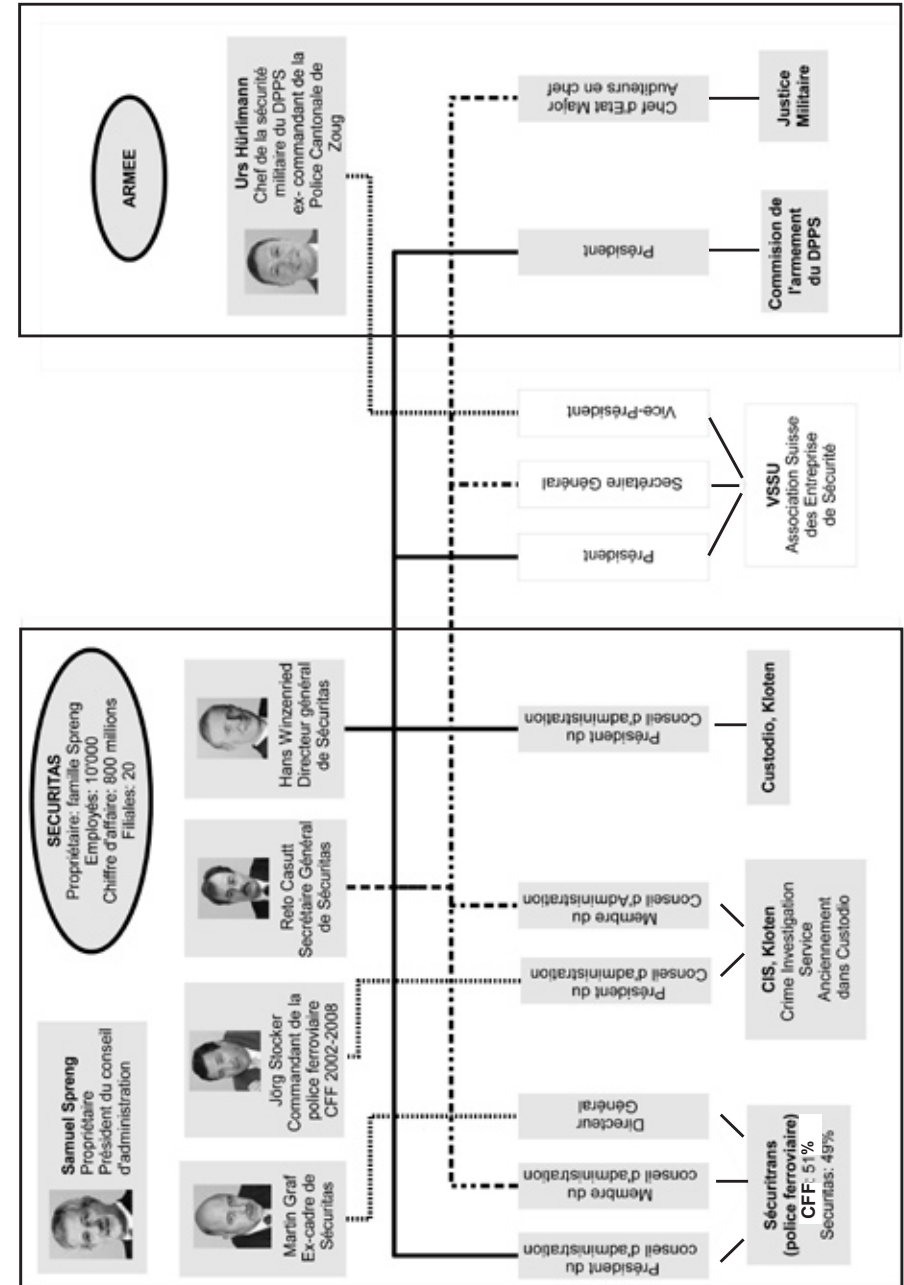 Samuel Spreng
Propriétaire
Président du conseil
d'administration
SECURITAS
Propriétaire: famille Spreng
Employés: 10'000
Chiffre d'affaire: 800 millions
Filiales: 20
ARMEE
Martin Graf
Ex-cadre de
Sécuritas
Jörg Stocker
Commandant de la
police ferroviaire
CFF 2002-2008
Reto Casutt
Secrétaire Général
de Sécuritas
Hans Winzenried
Directeur général
de Sécuritas
Urs Hürlimann
Chef de la sécurité
militaire du DPPS
ex- commandant de la
Police Cantonale de
Zoug
Président du
conseil d'administration
Membre du
conseil d'administration
Directeur
Général
Président du
Conseil d'administration
Membre du
Conseil d'Administration
Président du
Conseil d'administration
Président
Secrétaire Général
Vice-Président
Président
Chef d'Etat Major
Auditeurs en chef
Sécuritrans
(police ferroviaire)
CFF: 51%
Securitas: 49%
CIS, Kloten
Crime Investigation
Service
Anciennement
dans Custodio
Custodio, Kloten
VSSU
Association Suisse
des Entreprise
de Sécurité
Commision de
l'armement
du DPPS
Justice
Militaire